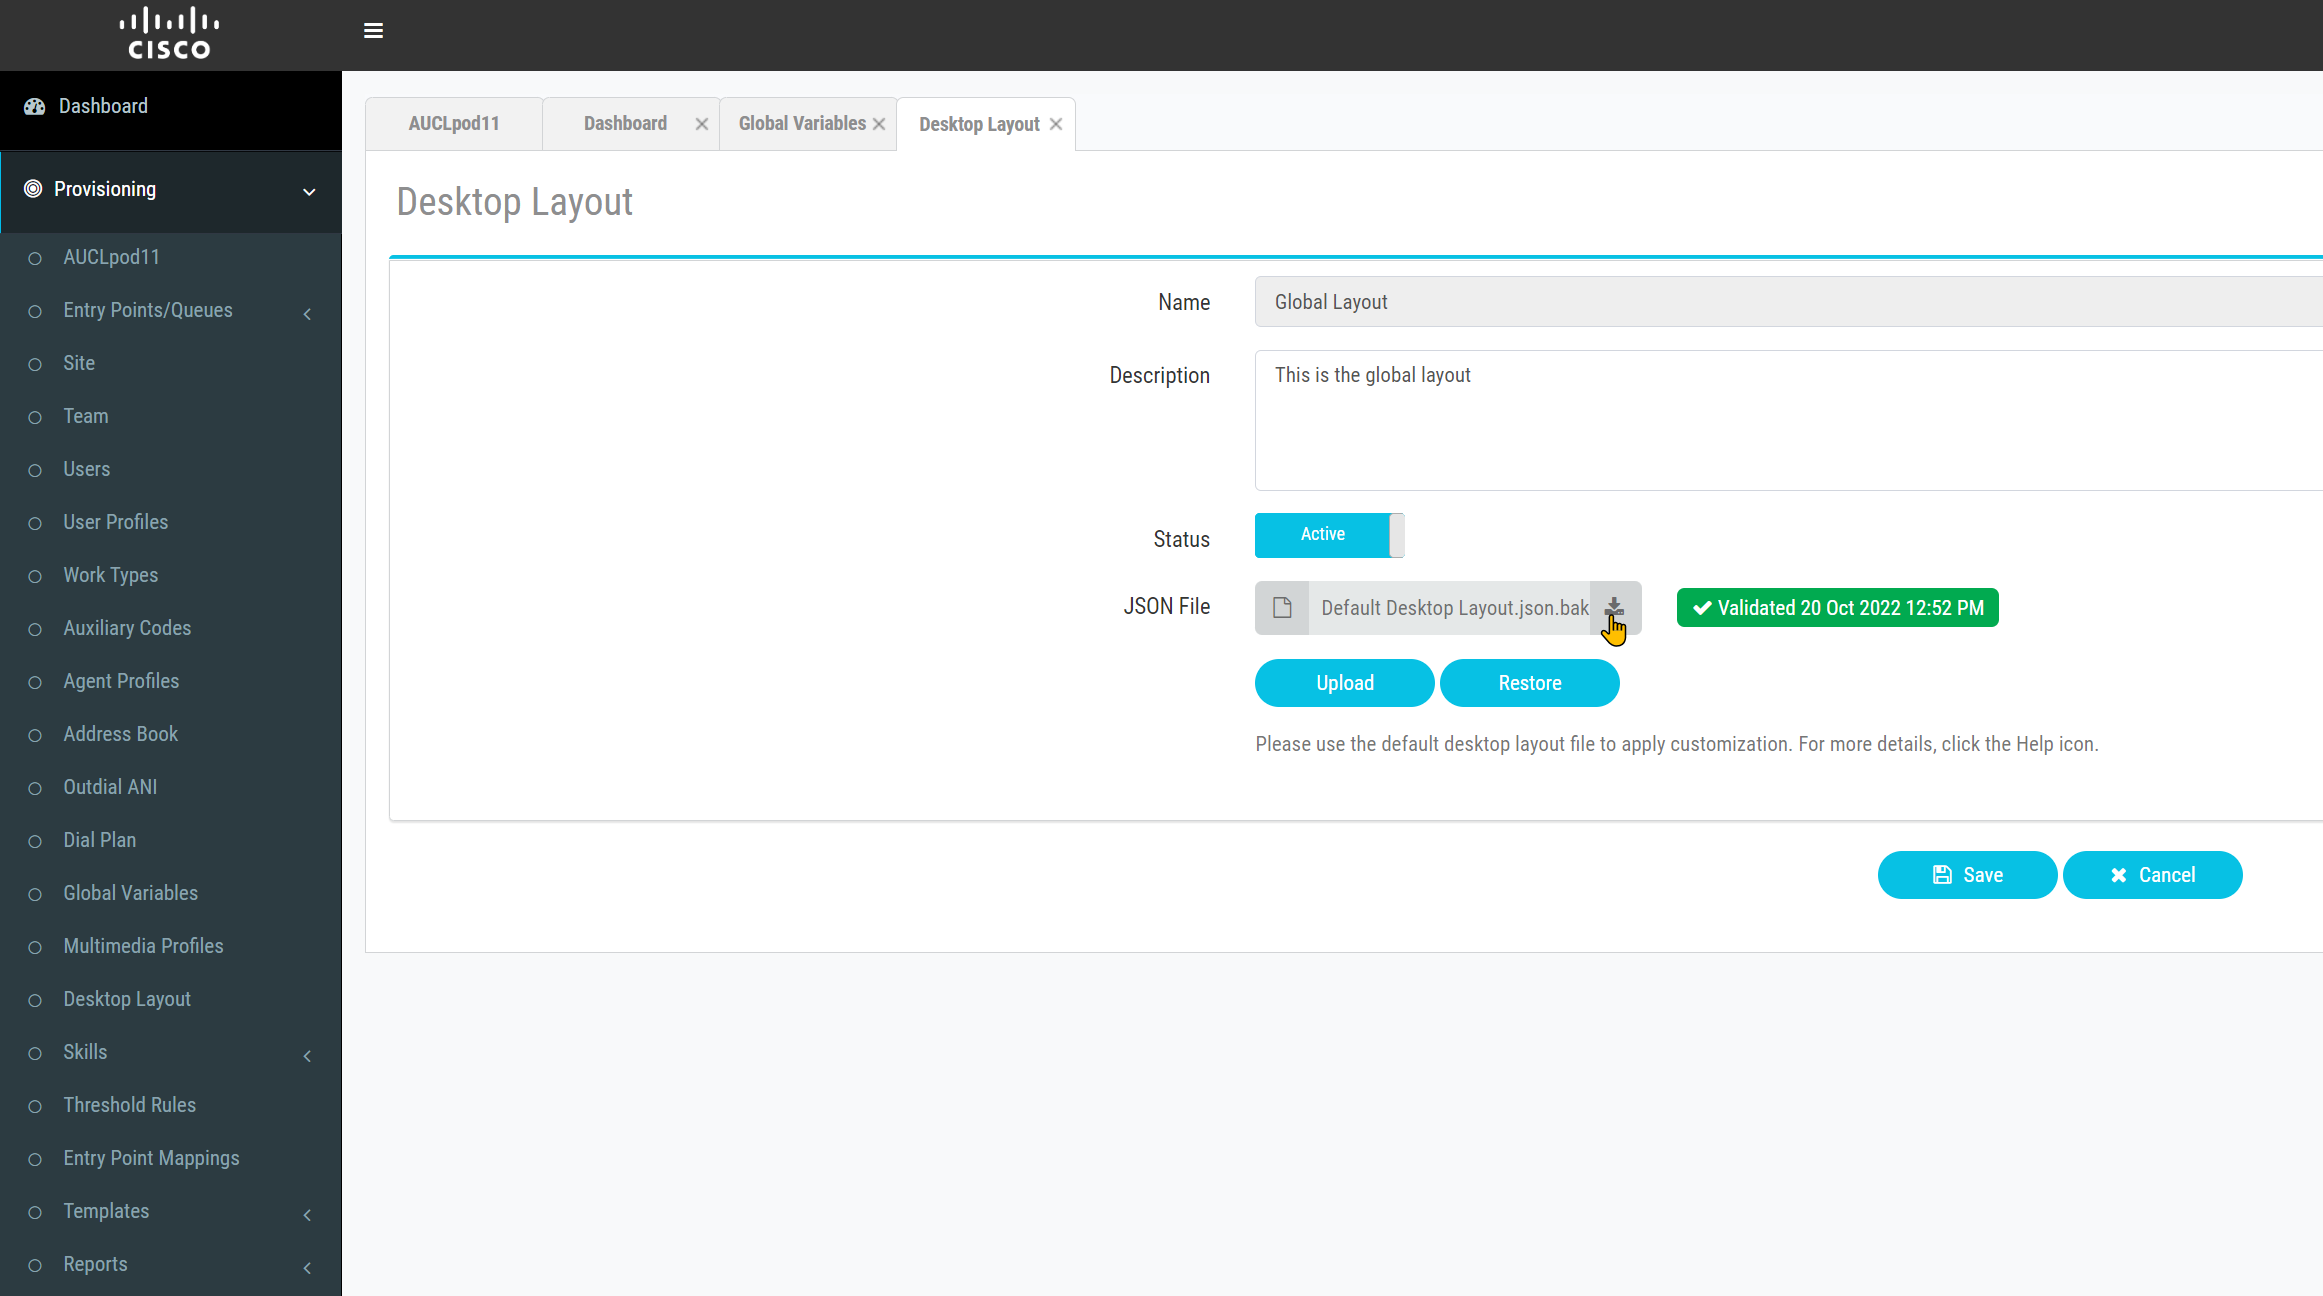 CISCO
Dashboard
Provisioning
AUCLpod11
Entry Points/Queues
Site
Team
Users
User Profiles
Work Types
Auxiliary Codes
Agent Profiles
Address Book
Outdial ANI
Dial Plan
Global Variables
Multimedia Profiles
Desktop Layout
Skills
Threshold Rules
Entry Point Mappings
Templates
Reports
AUCLpod11
Dashboard
Global Variables
Desktop Layout
Desktop Layout
Name
Global Layout
Description
This is the global layout
Status
Active
JSON File
Default Desktop Layout.json.bak
Validated 20 Oct 2022 12:52 PM
Upload
Restore
Please use the default desktop layout file to apply customization. For more details, click the Help icon.
Save
Cancel